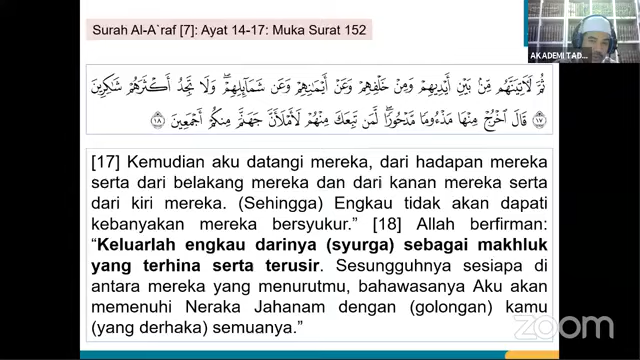 Surah Al-A`raf [7]: Ayat 14-17: Muka Surat 152
AKADEMI TAD...
ثُمَّ لَءَاتِيَنَّهُم مِّنۢ بَيْنِ أَيْدِيهِمْ وَمِنْ خَلْفِهِمْ وَعَنْ أَيْمَٰنِهِمْ وَعَن شَمَآئِلِهِمْ ۖ وَلَا تَجِدُ أَكْثَرَهُمْ شَٰكِرِينَ
﴿١٧﴾ قَالَ ٱخْرُجْ مِنْهَا مَذْءُومًا مَّدْحُورًا ۖ لَّمَن تَبِعَكَ مِنْهُمْ لَأَمْلَأَنَّ جَهَنَّمَ مِنكُمْ أَجْمَعِينَ ﴿١٨﴾
[17] Kemudian aku datangi mereka, dari hadapan mereka
serta dari belakang mereka dan dari kanan mereka serta
dari kiri mereka. (Sehingga) Engkau tidak akan dapati
kebanyakan mereka bersyukur.” [18] Allah berfirman:
“Keluarlah engkau darinya (syurga) sebagai makhluk
yang terhina serta terusir. Sesungguhnya sesiapa di
antara mereka yang menurutmu, bahawasanya Aku akan
memenuhi Neraka Jahanam dengan (golongan) kamu
(yang derhaka) semuanya.”
zoom